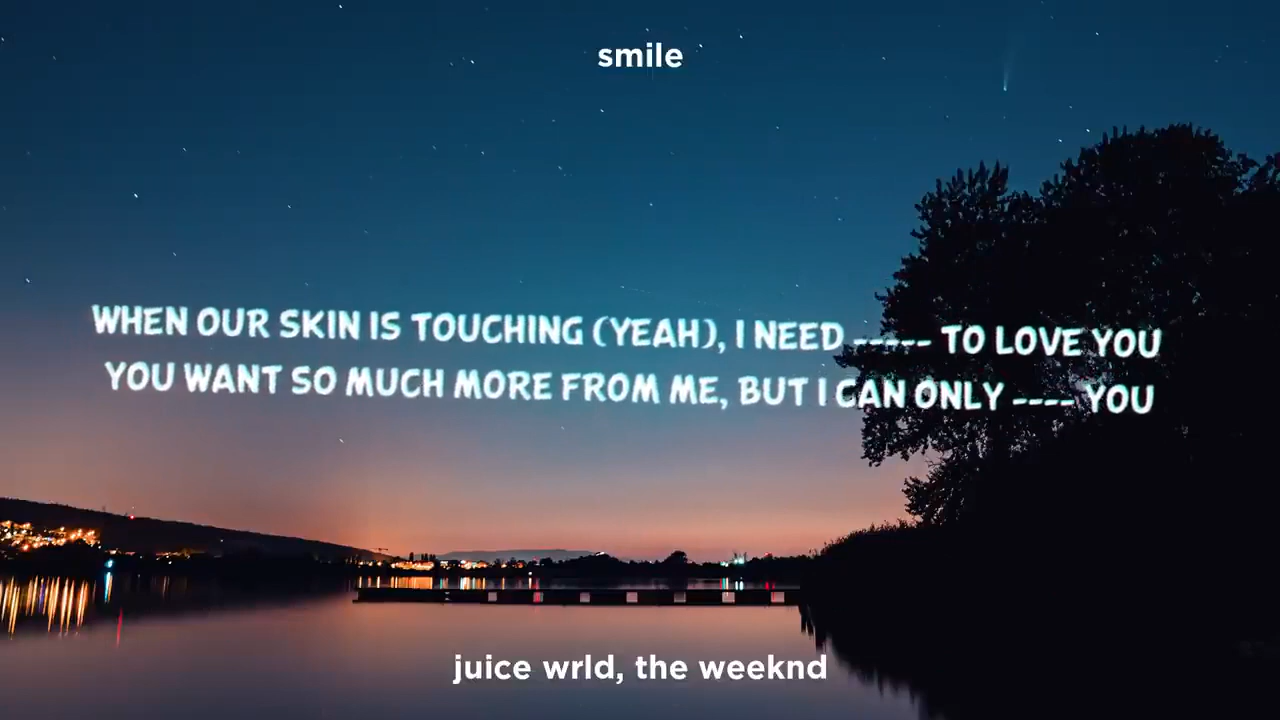 smile
WHEN OUR SKIN IS TOUCHING (YEAH), I NEED ----- TO LOVE YOU
YOU WANT SO MUCH MORE FROM ME, BUT I CAN ONLY ---- YOU
juice wrld, the weeknd